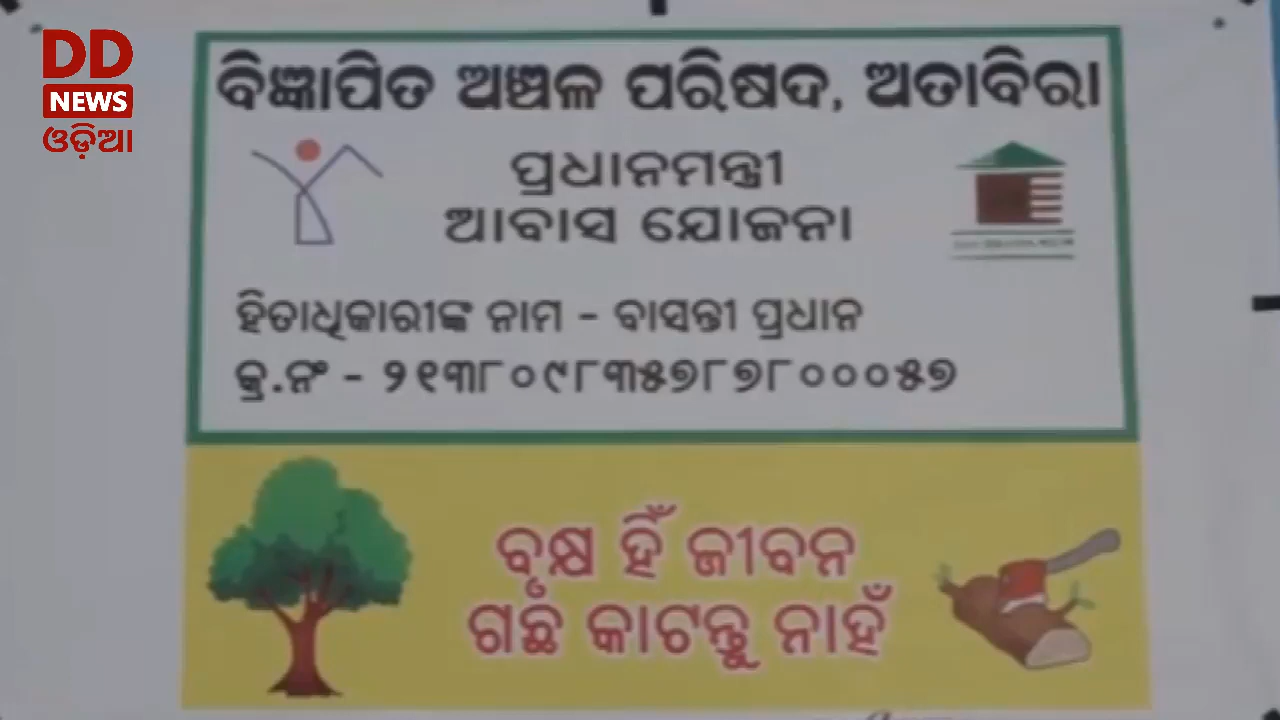 DD
NEWS
ଓଡ଼ିଆ
ବିଜ୍ଞାପିତ ଅଞ୍ଚଳ ପରିଷଦ, ଅତାବିରା
ପ୍ରଧାନମନ୍ତ୍ରୀ
ଆବାସ ଯୋଜନା
ହିତାଧିକାରୀଙ୍କ ନାମ - ବାସନ୍ତୀ ପ୍ରଧାନ
କ୍ର.ନଂ - ୨୧୩୮୦୯୮୩୫୭୮୭୮୦୦୦୫୭
ବୃକ୍ଷ ହିଁ ଜୀବନ
ଗଛ କାଟନ୍ତୁ ନାହିଁ